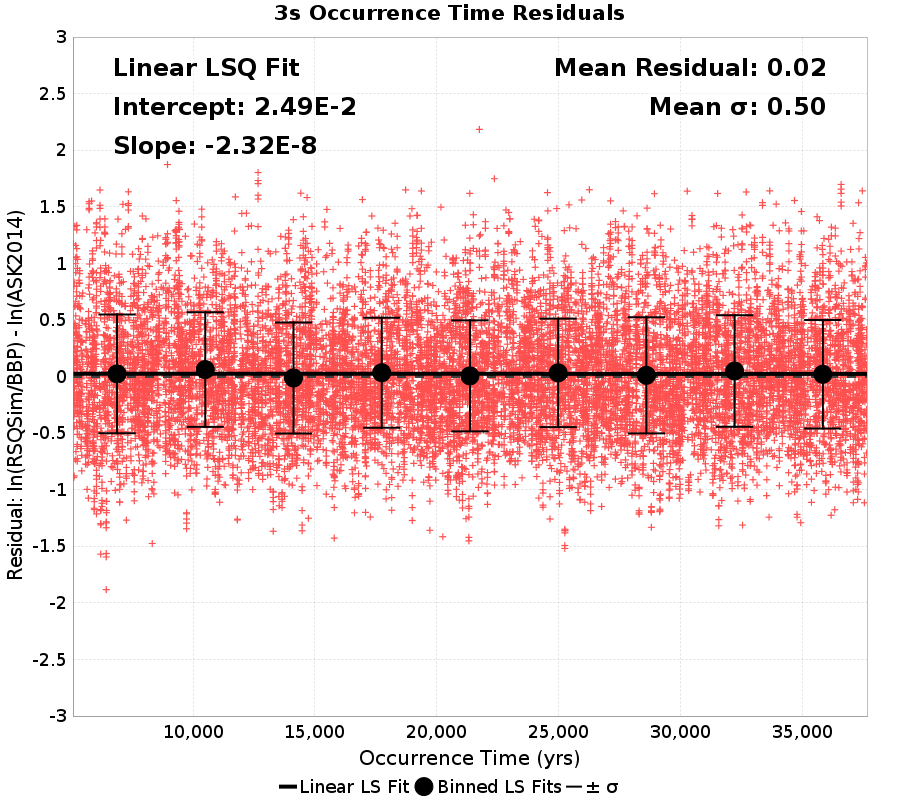 3s Occurrence Time Residuals
Linear LSQ Fit
Intercept: 2.49E-2
Slope: -2.32E-8
Mean Residual: 0.02
Mean σ: 0.50
Residual: ln(RSQSim/BBP) - ln(ASK2014)
3
2.5
2
1.5
1
0.5
0
-0.5
-1
-1.5
-2
-2.5
-3
10,000
15,000
20,000
25,000
30,000
35,000
Occurrence Time (yrs)
Linear LS Fit
Binned LS Fits
± σ